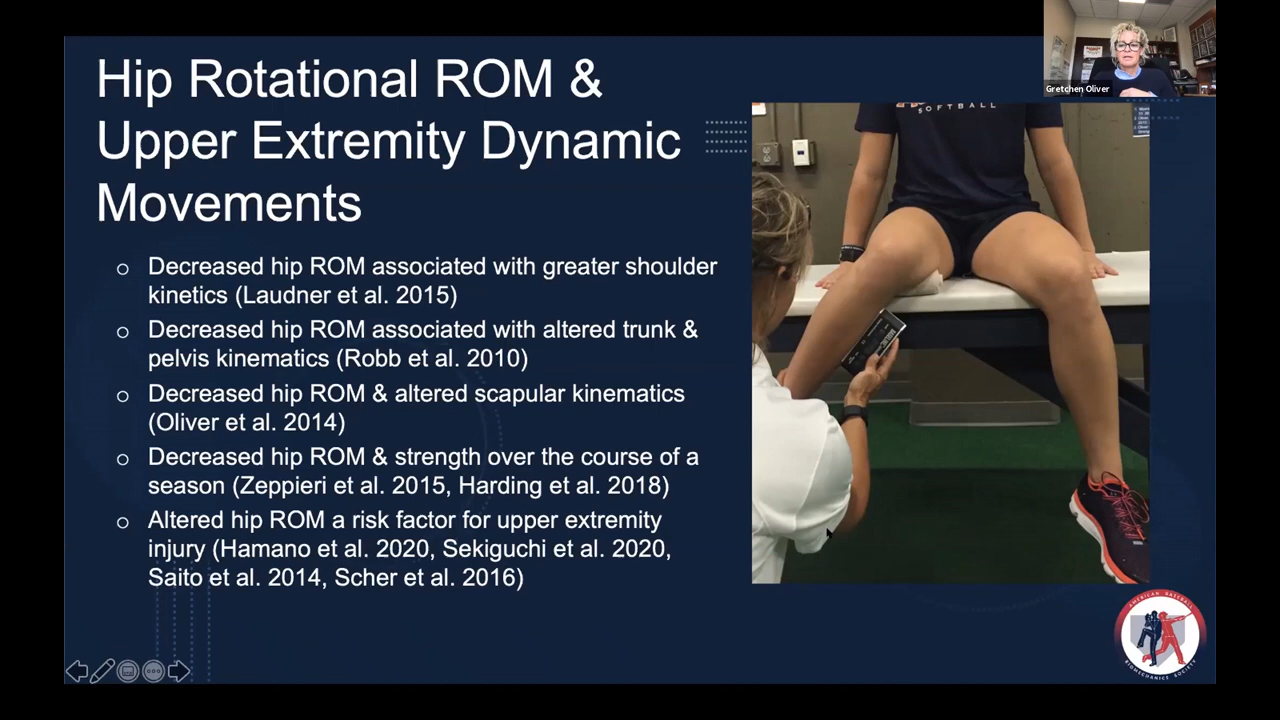 Gretchen Oliver
Hip Rotational ROM &
Upper Extremity Dynamic
Movements
o Decreased hip ROM associated with greater shoulder
kinetics (Laudner et al. 2015)
o Decreased hip ROM associated with altered trunk &
pelvis kinematics (Robb et al. 2010)
o Decreased hip ROM & altered scapular kinematics
(Oliver et al. 2014)
o Decreased hip ROM & strength over the course of a
season (Zeppieri et al. 2015, Harding et al. 2018)
o Altered hip ROM a risk factor for upper extremity
injury (Hamano et al. 2020, Sekiguchi et al. 2020,
Saito et al. 2014, Scher et al. 2016)
SOFTBALL
AMERICAN BASEBALL
BIOMECHANICS SOCIETY